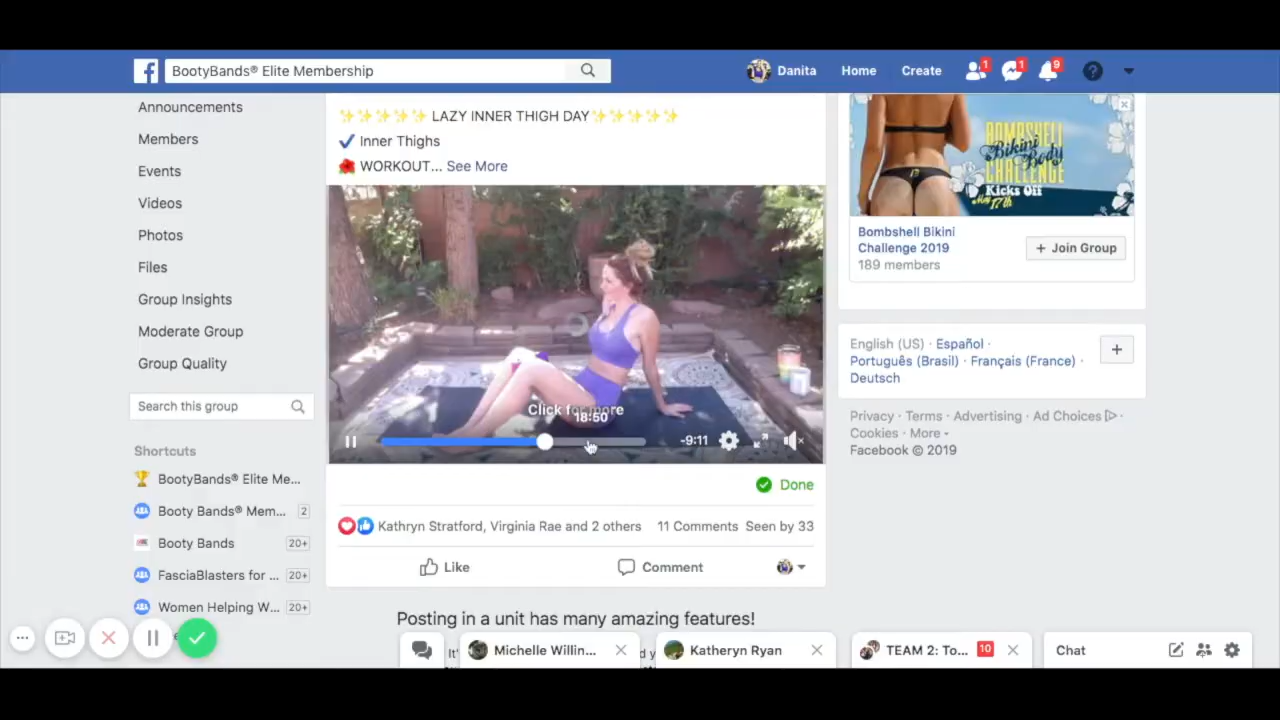 BootyBands® Elite Membership
Danita
Home
Create
1
1
9
Announcements
Members
Events
Videos
Photos
Files
Group Insights
Moderate Group
Group Quality
Search this group
Shortcuts
BootyBands® Elite Me...
Booty Bands® Mem... 2
Booty Bands 20+
FasciaBlasters for ... 20+
Women Helping W... 20+
✨✨✨✨✨ LAZY INNER THIGH DAY✨✨✨✨✨
✔ Inner Thighs
🌺 WORKOUT... See More
Click for more
18:50
-9:11
Done
Kathryn Stratford, Virginia Rae and 2 others 11 Comments Seen by 33
Like
Comment
Posting in a unit has many amazing features!
BOMBSHELL
Bikini Body
CHALLENGE
Kicks Off
May 17th
Bombshell Bikini
Challenge 2019
189 members
+ Join Group
English (US) · Español ·
Português (Brasil) · Français (France) ·
Deutsch
Privacy · Terms · Advertising · Ad Choices ·
Cookies · More
Facebook © 2019
It'
d y
Michelle Willin...
Katheryn Ryan
TEAM 2: To... 10
Chat